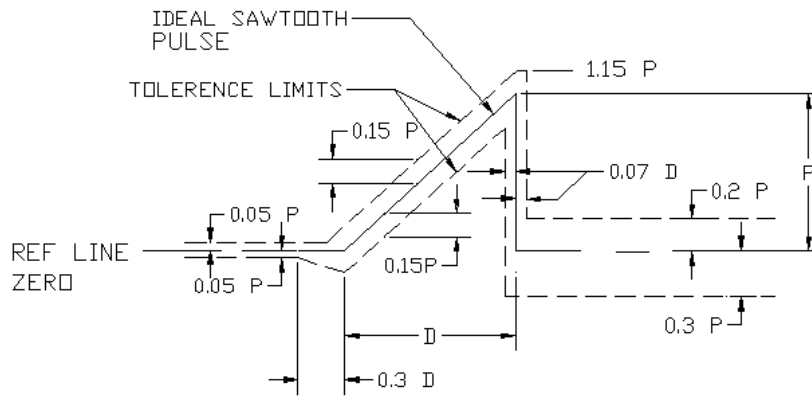 IDEAL SAWTOOTH
PULSE
1.15 P
TOLERENCE LIMITS
0.15 P
P
0.07 D
0.2 P
0.05 P
REF LINE
ZERO
0.15P
0.05 P
0.3 P
D
0.3 D